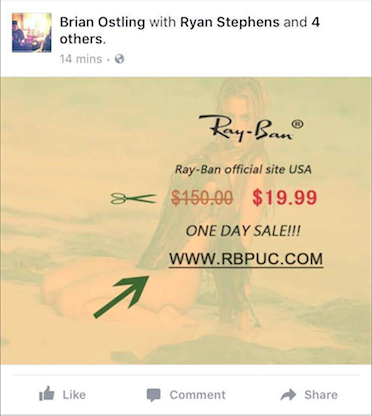 Brian Ostling with Ryan Stephens and 4
others.
14 mins ·
Ray-Ban®
Ray-Ban official site USA
$150.00 $19.99
ONE DAY SALE!!!
WWW.RBPUC.COM
Like Comment Share